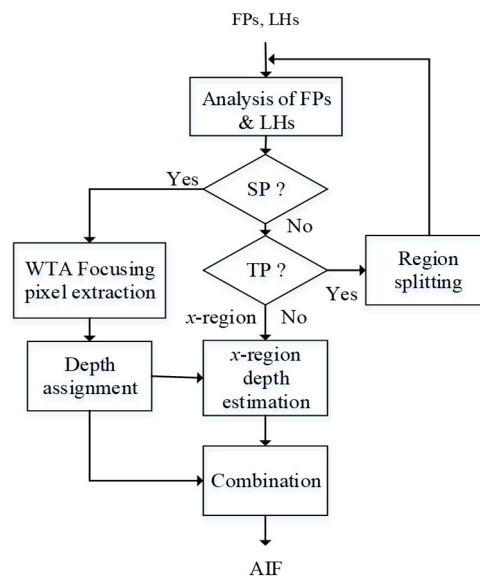 FPs, LHs
Analysis of FPs
& LHs
Yes
SP ?
No
WTA Focusing
pixel extraction
TP ?
Region
splitting
Yes
x-region
No
Depth
assignment
x-region
depth
estimation
Combination
AIF